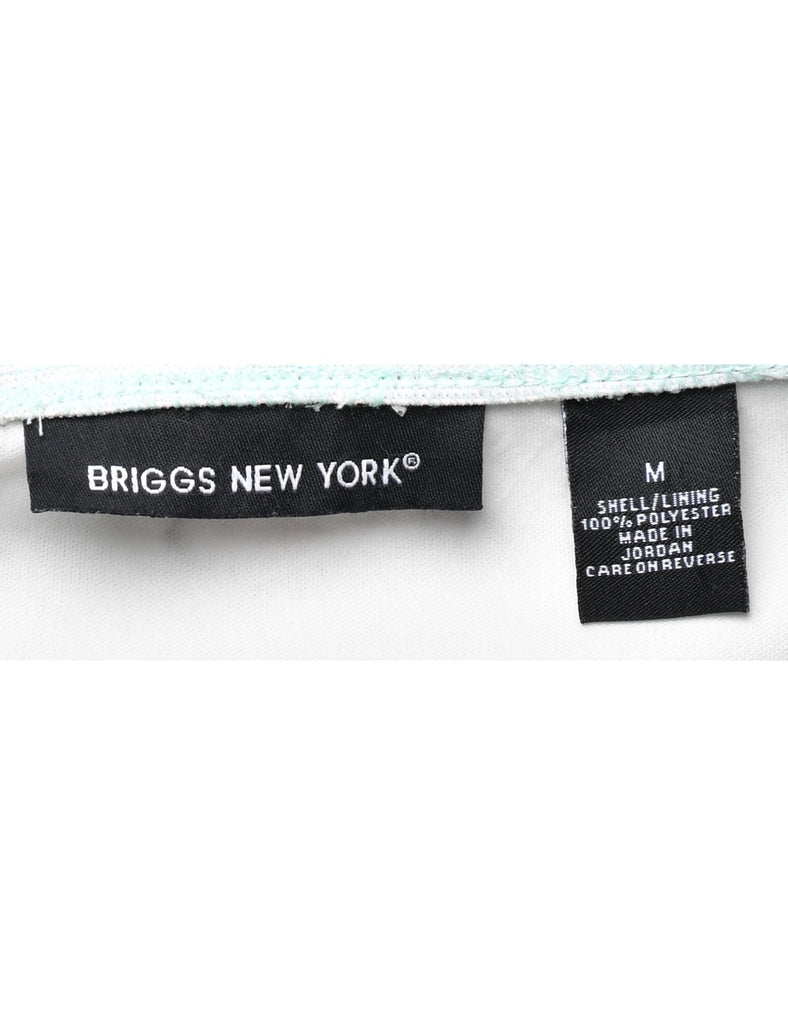 BRIGGS NEW YORK®
M
SHELL/LINING
100% POLYESTER
MADE IN
JORDAN
CARE ON REVERSE